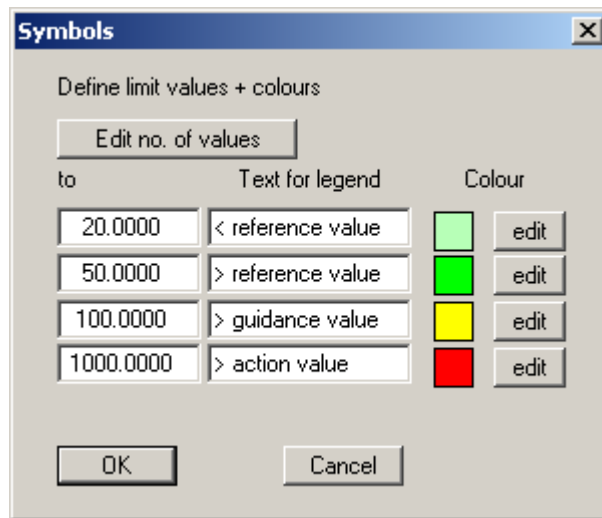 Symbols
Define limit values + colours
Edit no. of values
to Text for legend Colour
20.0000 < reference value edit
50.0000 > reference value edit
100.0000 > guidance value edit
1000.0000 > action value edit
OK Cancel